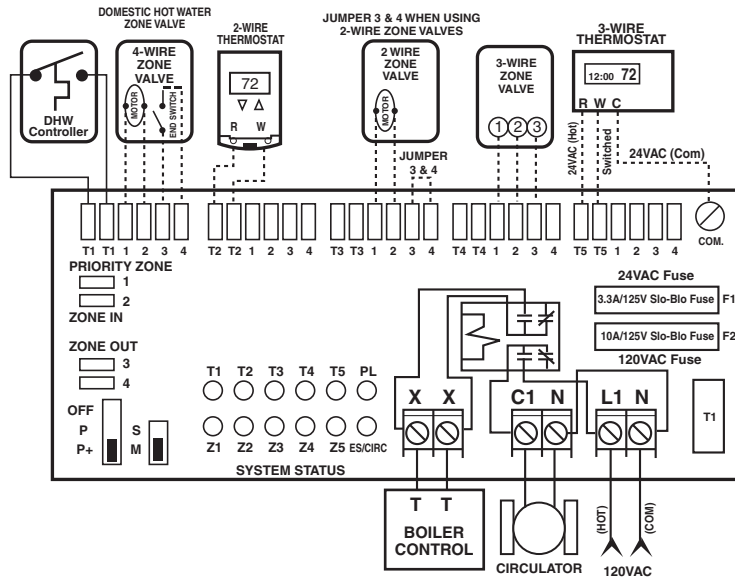 DOMESTIC HOT WATER
ZONE VALVE
4-WIRE
ZONE
VALVE
MOTOR
END SWITCH
DHW
Controller
2-WIRE
THERMOSTAT
72
R W
JUMPER 3 & 4 WHEN USING
2-WIRE ZONE VALVES
2 WIRE
ZONE
VALVE
MOTOR
JUMPER
3 & 4
3-WIRE
ZONE
VALVE
1 2 3
3-WIRE
THERMOSTAT
12:00 72
R W C
24VAC (Hot)
Switched
24VAC (Com)
T1 T1 1 2 3 4
T2 T2 1 2 3 4
T3 T3 1 2 3 4
T4 T4 1 2 3 4
T5 T5 1 2 3 4
COM.
PRIORITY ZONE
1
2
ZONE IN
ZONE OUT
3
4
OFF
P
P+
S
M
T1 T2 T3 T4 T5 PL
Z1 Z2 Z3 Z4 Z5 ES/CIRC
SYSTEM STATUS
24VAC Fuse
3.3A/125V Slo-Blo Fuse F1
10A/125V Slo-Blo Fuse F2
120VAC Fuse
T1
X X
C1 N
L1 N
T T
BOILER
CONTROL
CIRCULATOR
(HOT)
(COM)
120VAC